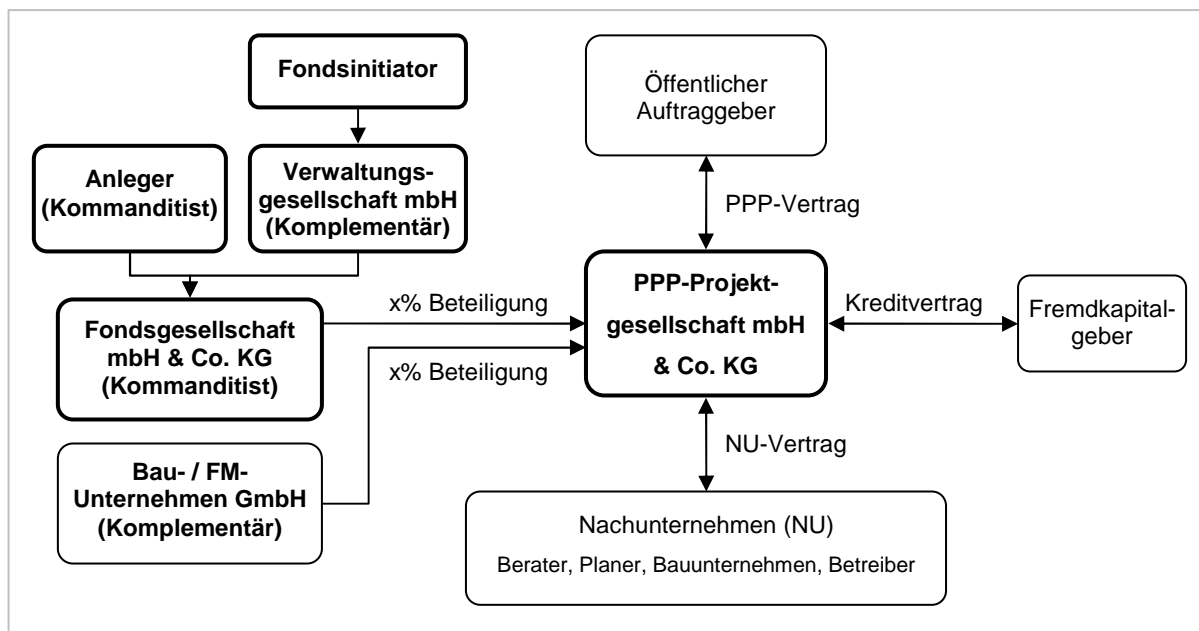 Fondsinitiator
Öffentlicher
Auftraggeber
Anleger
(Kommanditist)
Verwaltungs-
gesellschaft mbH
(Komplementär)
PPP-Vertrag
Fondsgesellschaft
mbH & Co. KG
(Kommanditist)
x% Beteiligung
x% Beteiligung
PPP-Projekt-
gesellschaft mbH
& Co. KG
Kreditvertrag
Fremdkapital-
geber
Bau- / FM-
Unternehmen GmbH
(Komplementär)
NU-Vertrag
Nachunternehmen (NU)
Berater, Planer, Bauunternehmen, Betreiber